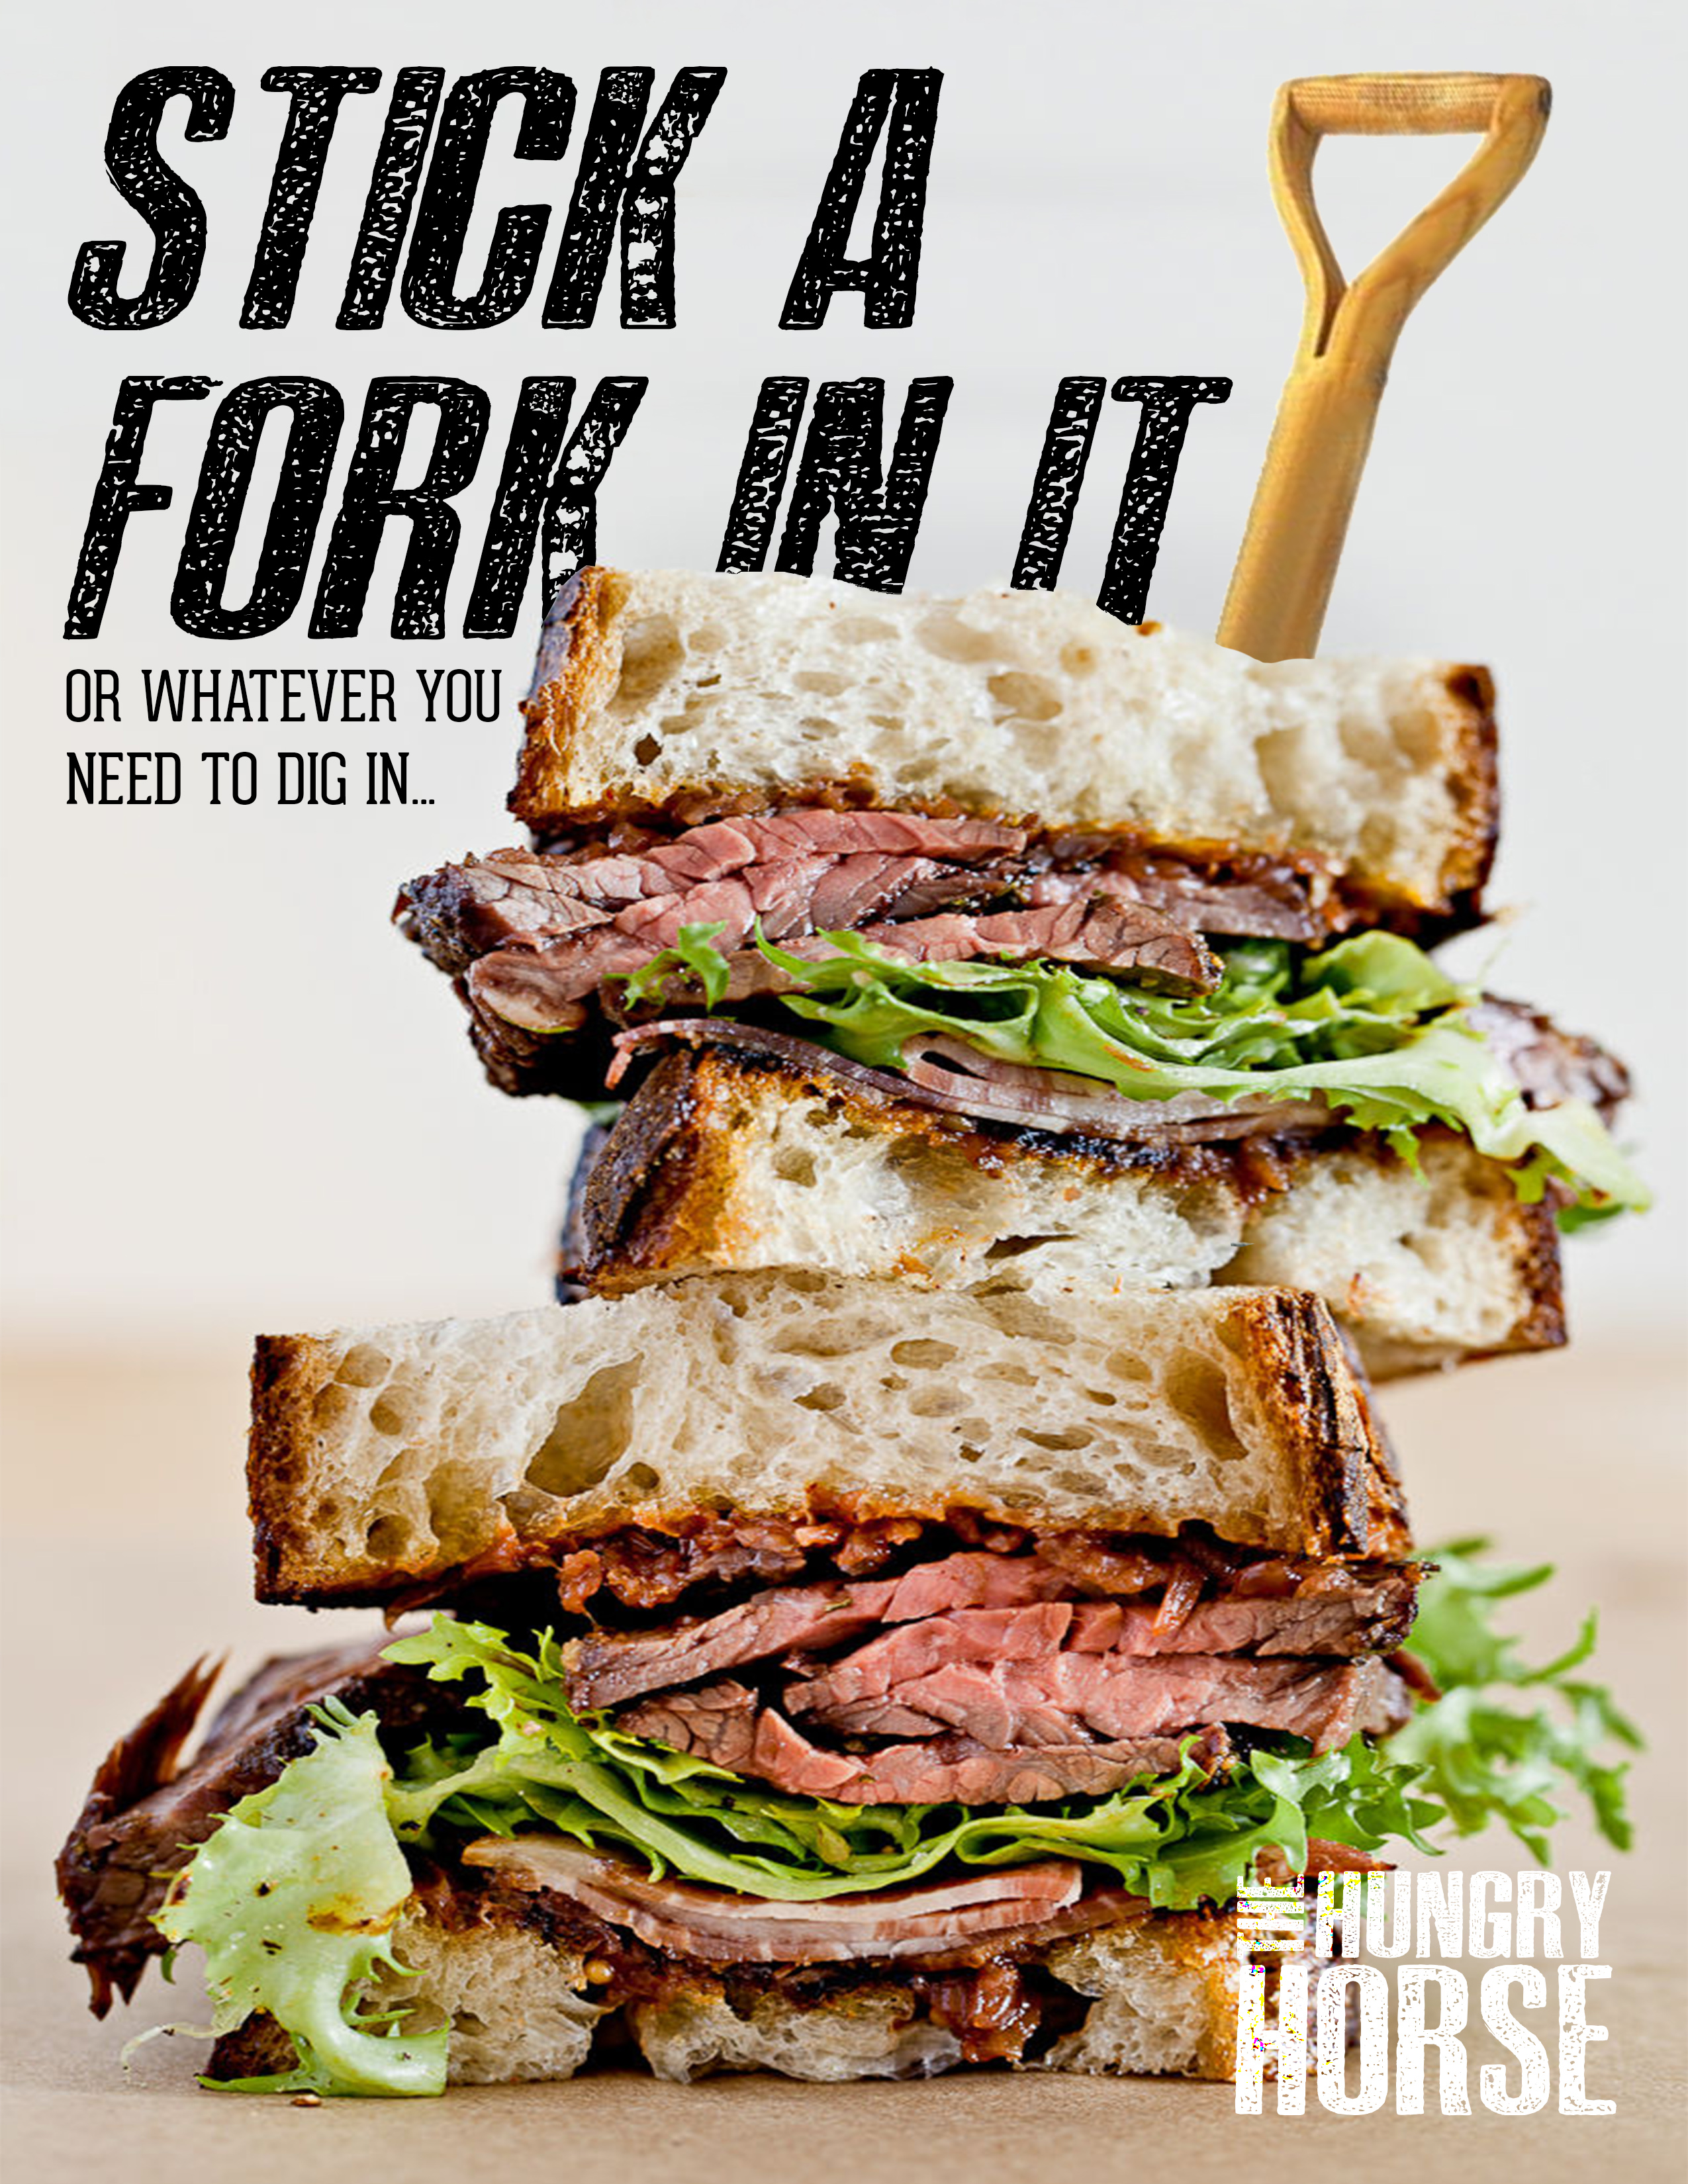 STICK A
FORK IN IT
OR WHATEVER YOU
NEED TO DIG IN...
THE HUNGRY
HORSE